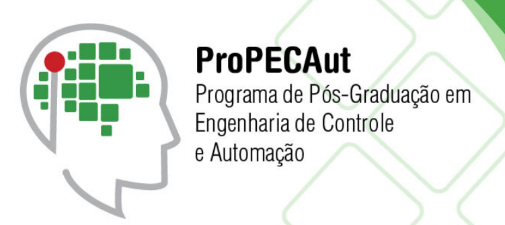 ProPECAut
Programa de Pós-Graduação em
Engenharia de Controle
e Automação